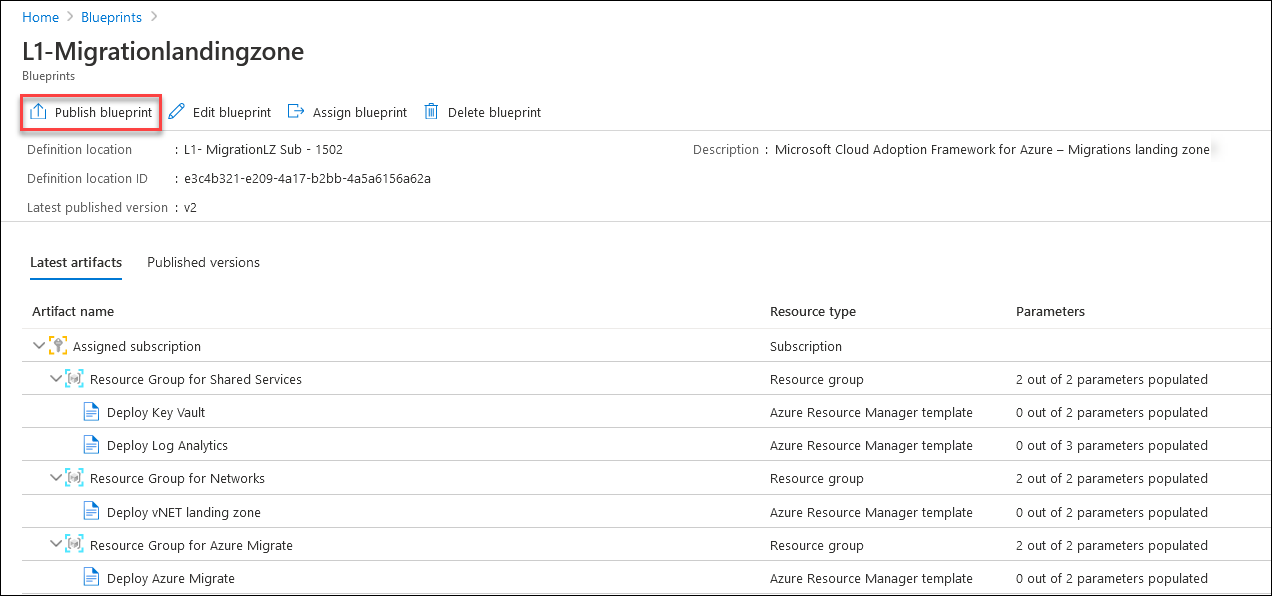 Home > Blueprints >
L1-Migrationlandingzone
Blueprints
Publish blueprint Edit blueprint Assign blueprint Delete blueprint
Definition location : L1- MigrationLZ Sub - 1502 Description : Microsoft Cloud Adoption Framework for Azure – Migrations landing zone
Definition location ID : e3c4b321-e209-4a17-b2bb-4a5a6156a62a
Latest published version : v2
Latest artifacts Published versions
Artifact name Resource type Parameters
Assigned subscription Subscription
Resource Group for Shared Services Resource group 2 out of 2 parameters populated
Deploy Key Vault Azure Resource Manager template 0 out of 2 parameters populated
Deploy Log Analytics Azure Resource Manager template 0 out of 3 parameters populated
Resource Group for Networks Resource group 2 out of 2 parameters populated
Deploy vNET landing zone Azure Resource Manager template 0 out of 2 parameters populated
Resource Group for Azure Migrate Resource group 2 out of 2 parameters populated
Deploy Azure Migrate Azure Resource Manager template 0 out of 2 parameters populated